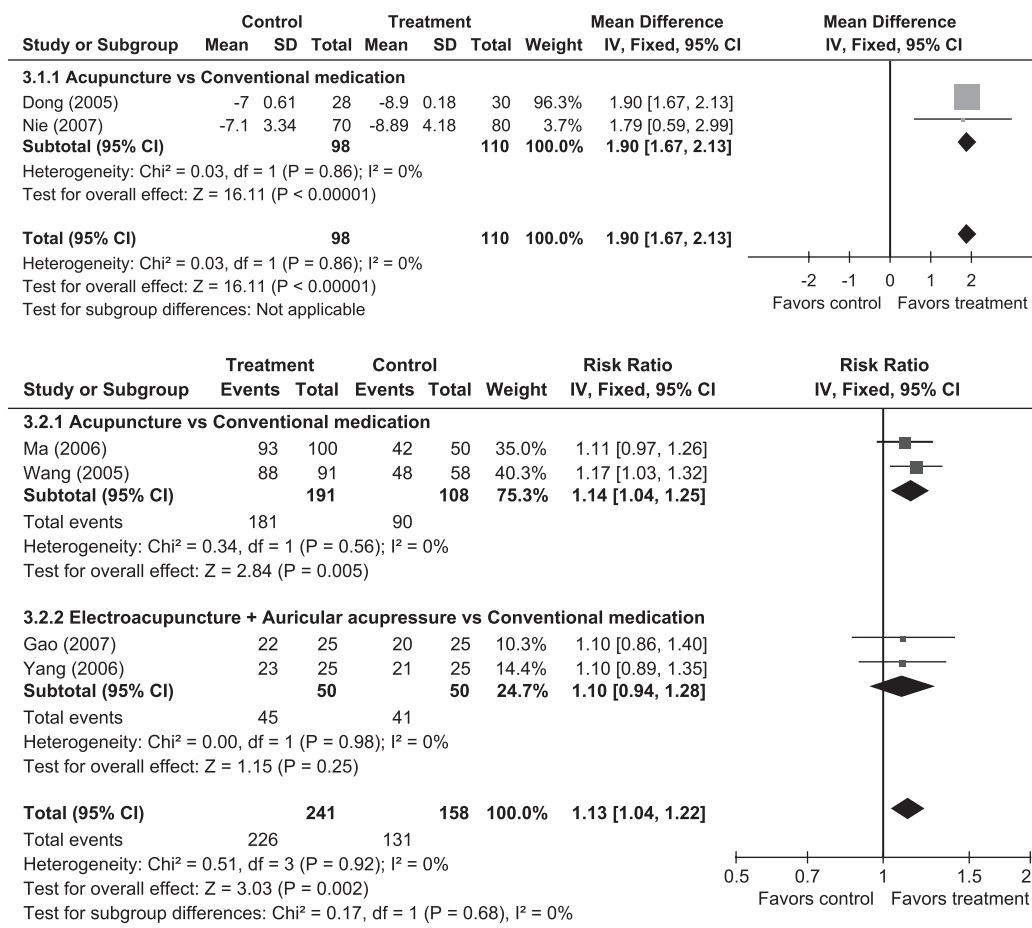 Control Treatment Mean Difference Mean Difference
Study or Subgroup Mean SD Total Mean SD Total Weight IV, Fixed, 95% CI IV, Fixed, 95% CI
3.1.1 Acupuncture vs Conventional medication
Dong (2005) -7 0.61 28 -8.9 0.18 30 96.3% 1.90 [1.67, 2.13]
Nie (2007) -7.1 3.34 70 -8.89 4.18 80 3.7% 1.79 [0.59, 2.99]
Subtotal (95% CI) 98 110 100.0% 1.90 [1.67, 2.13]
Heterogeneity: Chi² = 0.03, df = 1 (P = 0.86); I² = 0%
Test for overall effect: Z = 16.11 (P < 0.00001)
Total (95% CI) 98 110 100.0% 1.90 [1.67, 2.13]
Heterogeneity: Chi² = 0.03, df = 1 (P = 0.86); I² = 0%
Test for overall effect: Z = 16.11 (P < 0.00001)
Test for subgroup differences: Not applicable
-2 -1 0 1 2
Favors control Favors treatment
Treatment Control Risk Ratio Risk Ratio
Study or Subgroup Events Total Events Total Weight IV, Fixed, 95% CI IV, Fixed, 95% CI
3.2.1 Acupuncture vs Conventional medication
Ma (2006) 93 100 42 50 35.0% 1.11 [0.97, 1.26]
Wang (2005) 88 91 48 58 40.3% 1.17 [1.03, 1.32]
Subtotal (95% CI) 191 108 75.3% 1.14 [1.04, 1.25]
Total events 181 90
Heterogeneity: Chi² = 0.34, df = 1 (P = 0.56); I² = 0%
Test for overall effect: Z = 2.84 (P = 0.005)
3.2.2 Electroacupuncture + Auricular acupressure vs Conventional medication
Gao (2007) 22 25 20 25 10.3% 1.10 [0.86, 1.40]
Yang (2006) 23 25 21 25 14.4% 1.10 [0.89, 1.35]
Subtotal (95% CI) 50 50 24.7% 1.10 [0.94, 1.28]
Total events 45 41
Heterogeneity: Chi² = 0.00, df = 1 (P = 0.98); I² = 0%
Test for overall effect: Z = 1.15 (P = 0.25)
Total (95% CI) 241 158 100.0% 1.13 [1.04, 1.22]
Total events 226 131
Heterogeneity: Chi² = 0.51, df = 3 (P = 0.92); I² = 0%
Test for overall effect: Z = 3.03 (P = 0.002)
Test for subgroup differences: Chi² = 0.17, df = 1 (P = 0.68), I² = 0%
0.5 0.7 1 1.5 2
Favors control Favors treatment